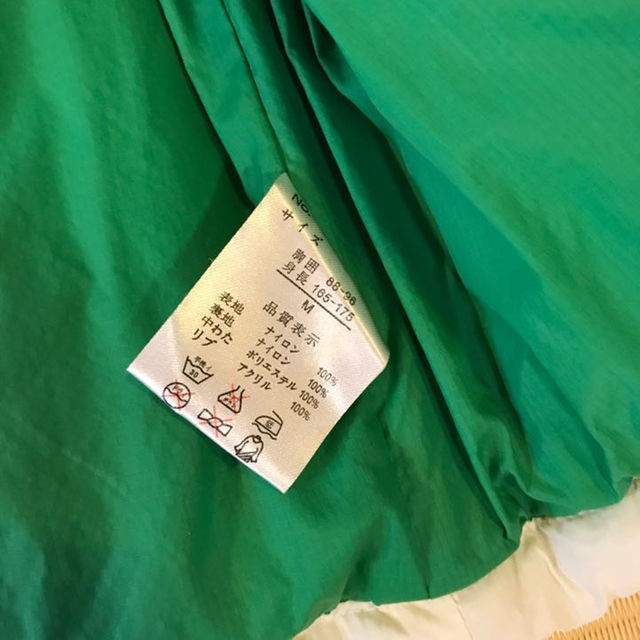 No.
サイズ
胸囲 88-96
身長 165-175
M
品質表示
表地 ナイロン 100%
裏地 ナイロン 100%
中わた ポリエステル 100%
リブ アクリル 100%